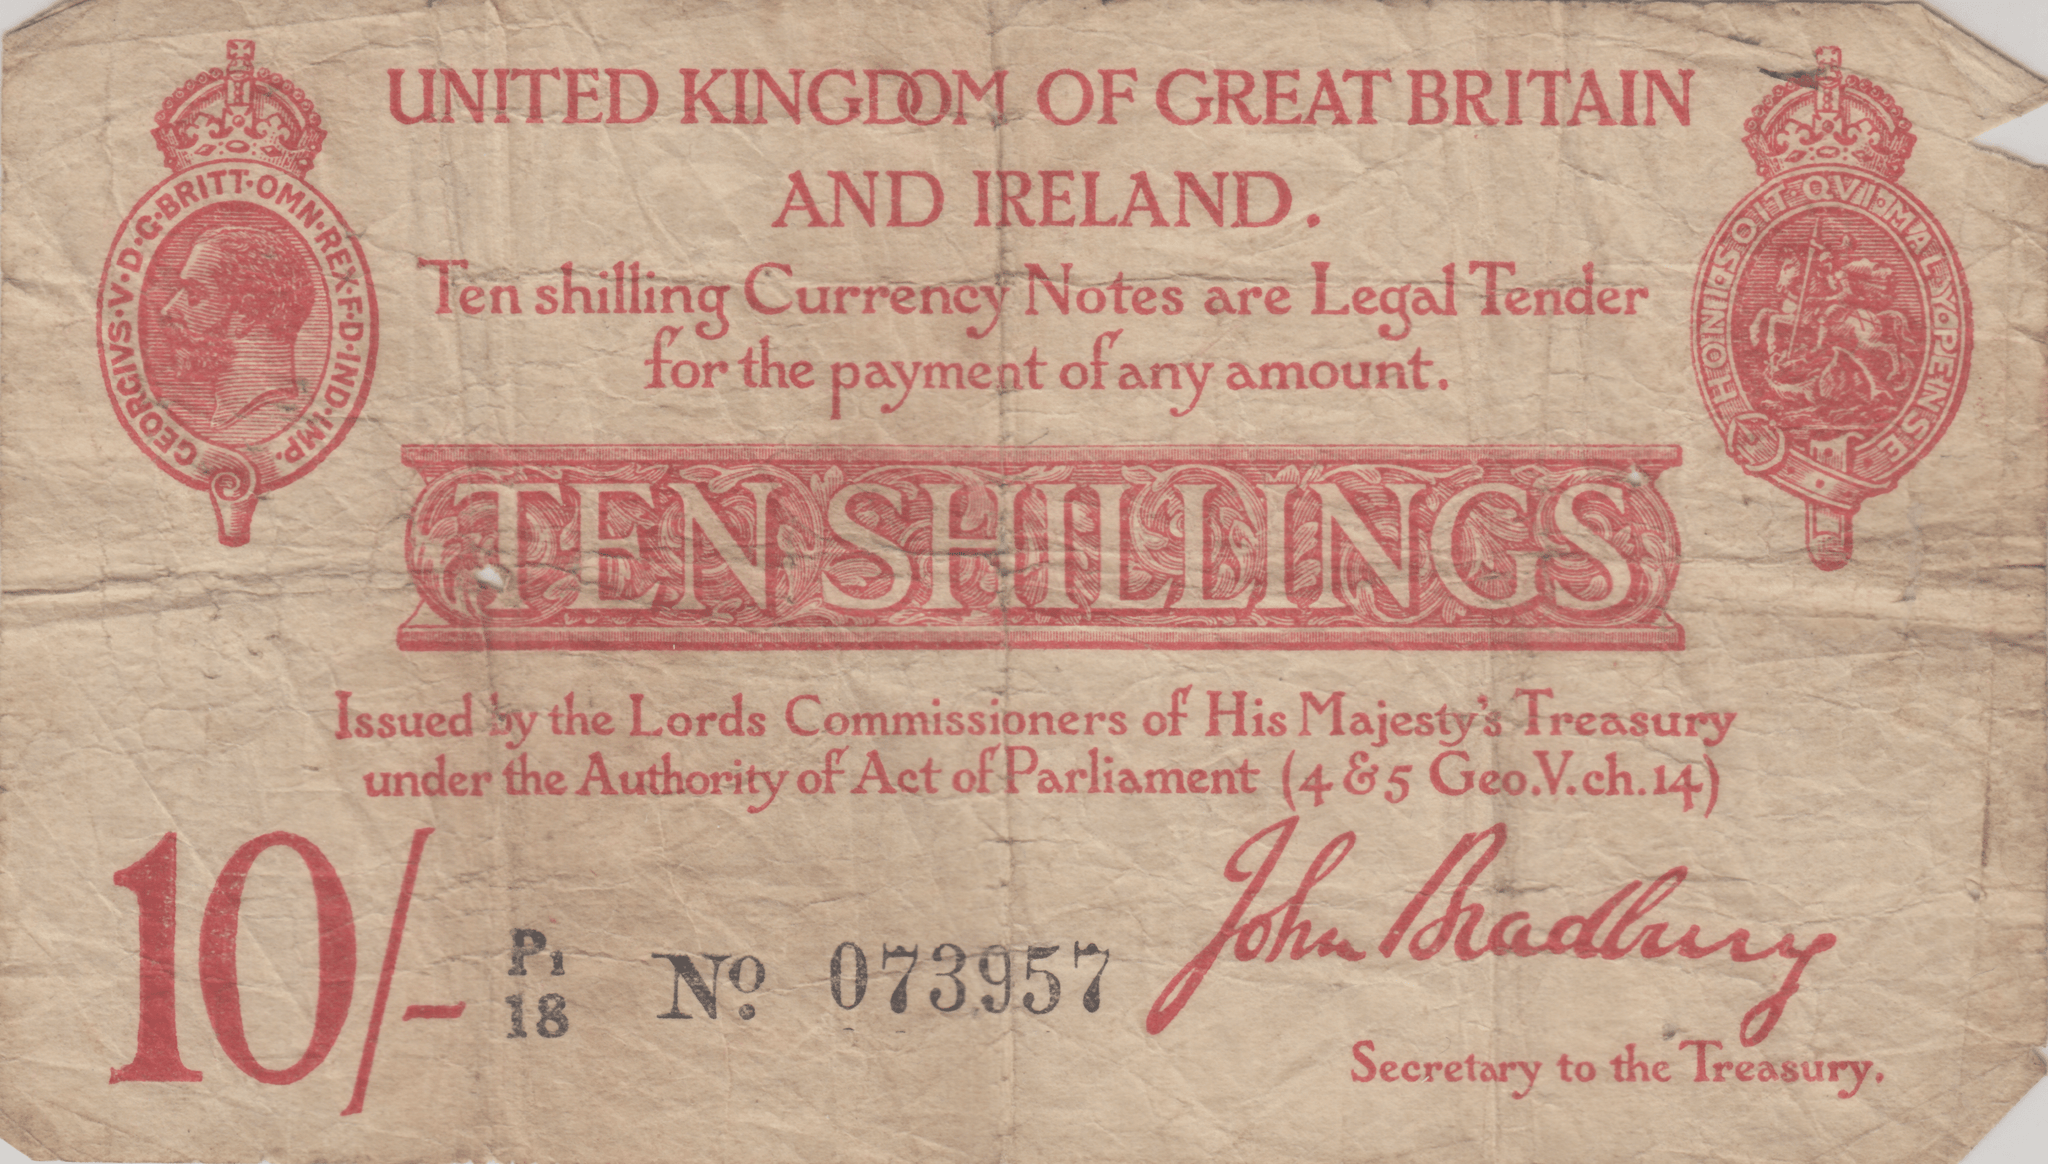 UNITED KINGDOM OF GREAT BRITAIN
AND IRELAND.
GEORGIVS·V·D·G·BRITT·OMN·REX·F·D·IND·IMP·
HONI·SOIT·QVI·MAL·Y·PENSE
Ten shilling Currency Notes are Legal Tender
for the payment of any amount.
TEN SHILLINGS
Issued by the Lords Commissioners of His Majesty's Treasury
under the Authority of Act of Parliament (4 & 5 Geo.V.ch.14)
10/-
P1
18
No. 073957
John Bradbury
Secretary to the Treasury.